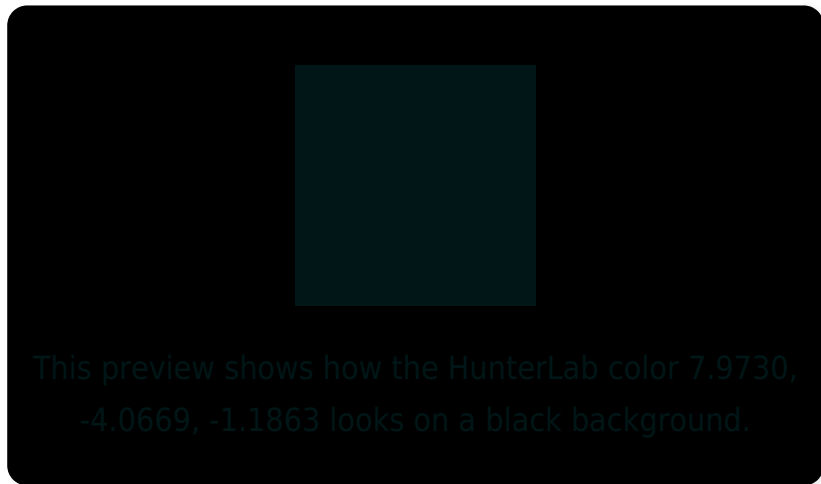 This preview shows how the HunterLab color 7.9730,
-4.0669, -1.1863 looks on a black background.